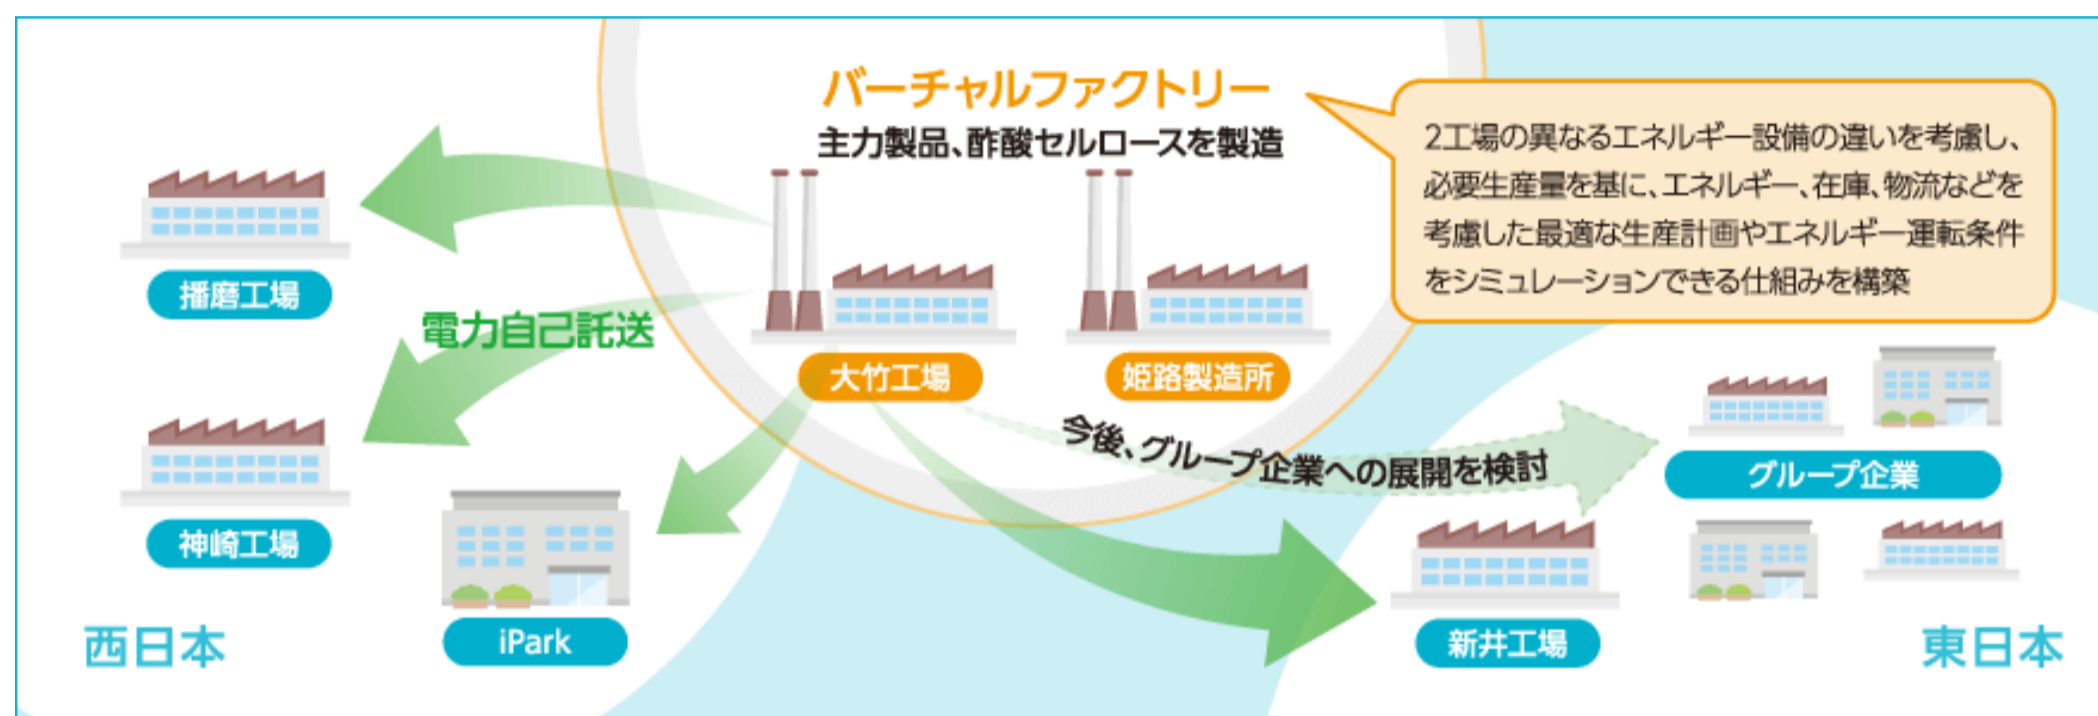 バーチャルファクトリー
主力製品、酢酸セルロースを製造
2工場の異なるエネルギー設備の違いを考慮し、
必要生産量を基に、エネルギー、在庫、物流などを
考慮した最適な生産計画やエネルギー運転条件
をシミュレーションできる仕組みを構築
播磨工場
電力自己託送
大竹工場
姫路製造所
今後、グループ企業への展開を検討
グループ企業
神崎工場
iPark
新井工場
西日本
東日本